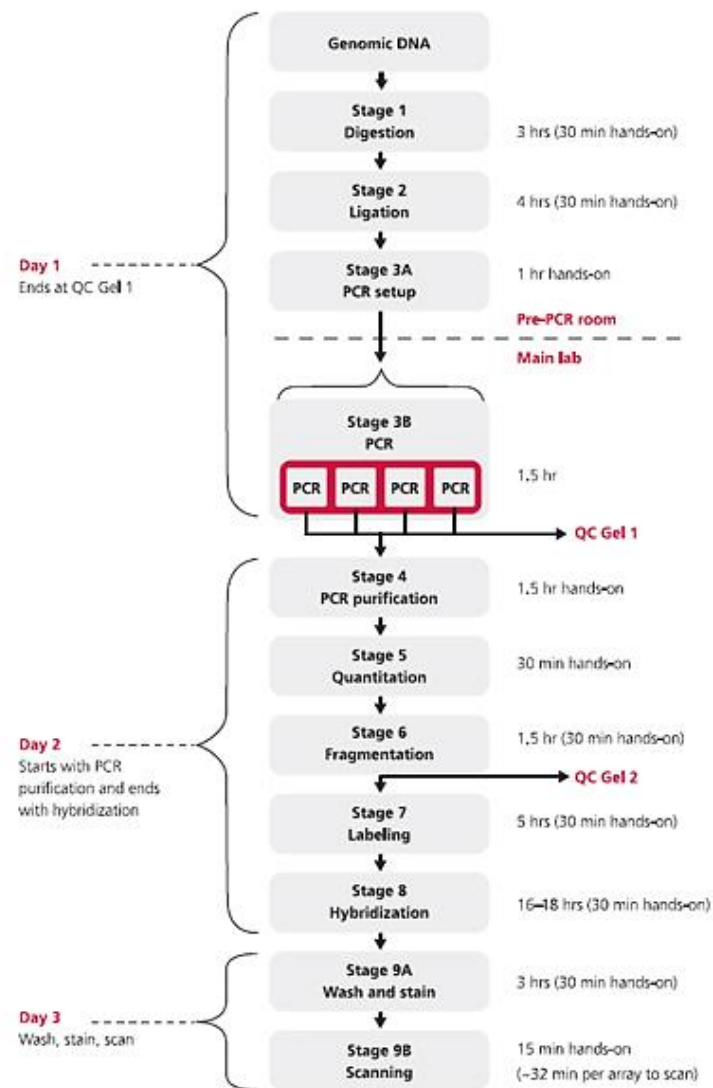 Genomic DNA
Stage 1
Digestion
3 hrs (30 min hands-on)
Stage 2
Ligation
4 hrs (30 min hands-on)
Day 1
Ends at QC Gel 1
Stage 3A
PCR setup
1 hr hands-on
Pre-PCR room
Main lab
Stage 3B
PCR
PCR PCR PCR PCR
1.5 hr
QC Gel 1
Stage 4
PCR purification
1.5 hr hands-on
Stage 5
Quantitation
30 min hands-on
Day 2
Starts with PCR
purification and ends
with hybridization
Stage 6
Fragmentation
1.5 hr (30 min hands-on)
QC Gel 2
Stage 7
Labeling
5 hrs (30 min hands-on)
Stage 8
Hybridization
16–18 hrs (30 min hands-on)
Stage 9A
Wash and stain
3 hrs (30 min hands-on)
Day 3
Wash, stain, scan
Stage 9B
Scanning
15 min hands-on
(~32 min per array to scan)